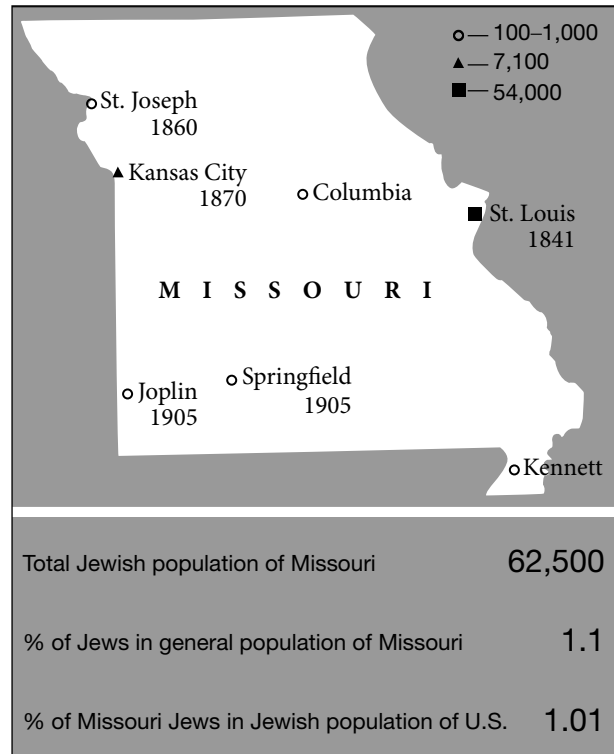 100–1,000
7,100
54,000
St. Joseph
1860
Kansas City
1870
Columbia
St. Louis
1841
MISSOURI
Joplin
1905
Springfield
1905
Kennett
Total Jewish population of Missouri 62,500
% of Jews in general population of Missouri 1.1
% of Missouri Jews in Jewish population of U.S. 1.01